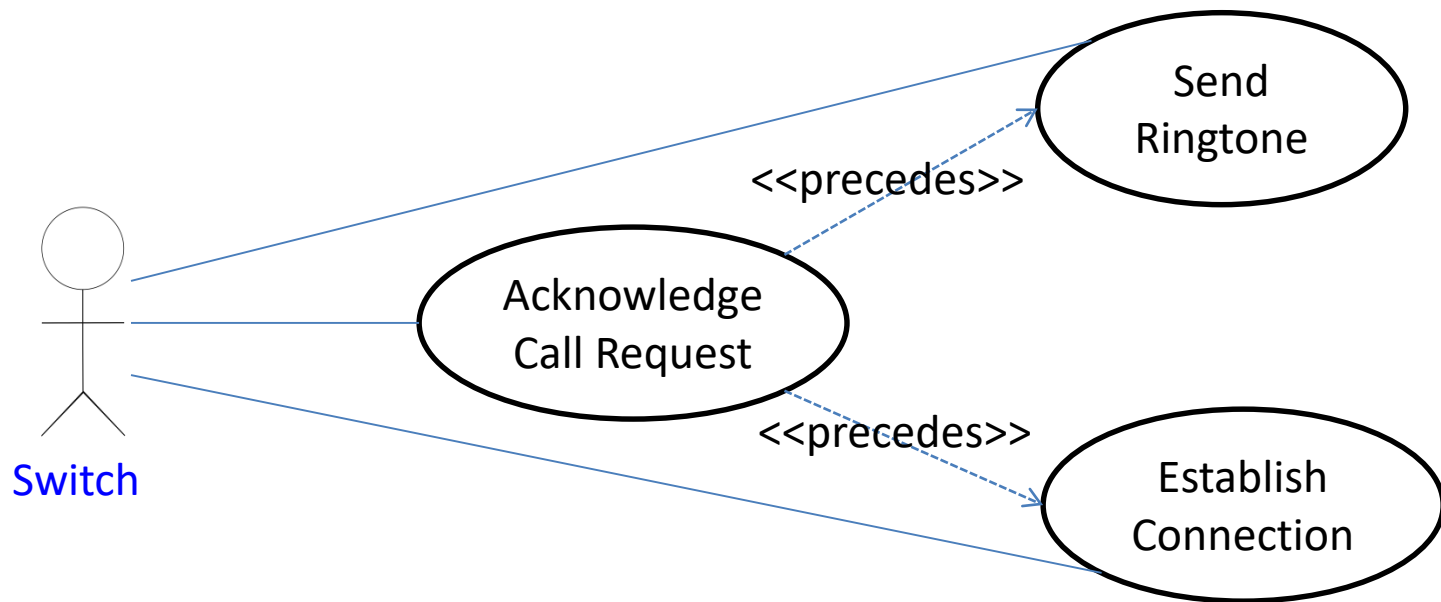 Send
Ringtone
<<precedes>>
Acknowledge
Call Request
<<precedes>>
Switch
Establish
Connection